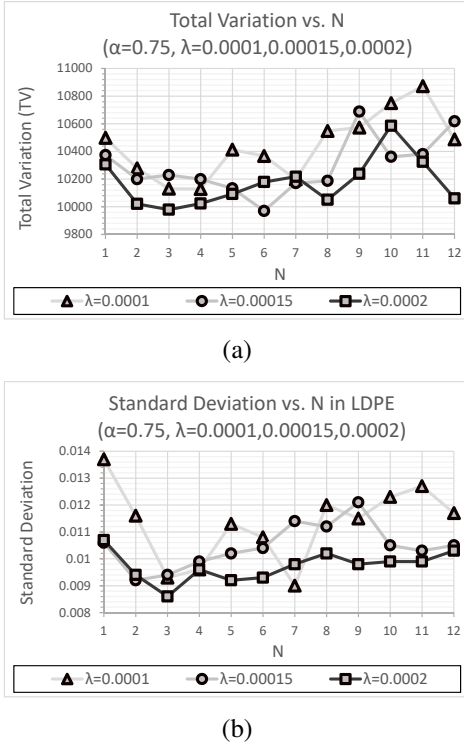 Total Variation vs. N
(α=0.75, λ=0.0001,0.00015,0.0002)
Total Variation (TV)
11000
10800
10600
10400
10200
10000
9800
1 2 3 4 5 6 7 8 9 10 11 12
N
λ=0.0001 λ=0.00015 λ=0.0002
(a)
Standard Deviation vs. N in LDPE
(α=0.75, λ=0.0001,0.00015,0.0002)
Standard Deviation
0.014
0.013
0.012
0.011
0.01
0.009
0.008
1 2 3 4 5 6 7 8 9 10 11 12
N
λ=0.0001 λ=0.00015 λ=0.0002
(b)